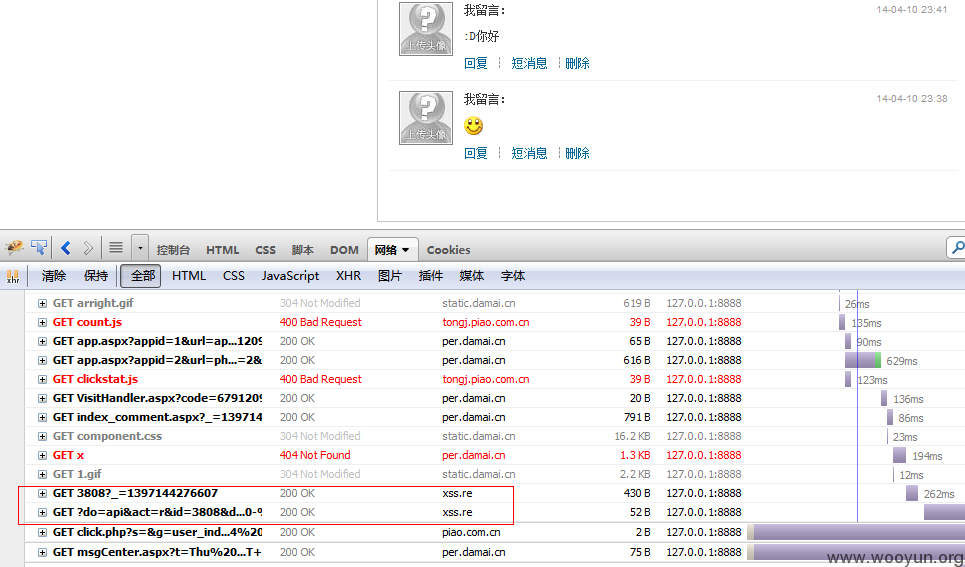 我留言: 14-04-10 23:41
:D你好
上传头像
回复 短消息 删除
我留言: 14-04-10 23:38
上传头像
回复 短消息 删除
控制台 HTML CSS 脚本 DOM 网络 Cookies
xhr 清除 保持 全部 HTML CSS JavaScript XHR 图片 插件 媒体 字体
GET arright.gif 304 Not Modified static.damai.cn 619 B 127.0.0.1:8888 26ms
GET count.js 400 Bad Request tongj.piao.com.cn 39 B 127.0.0.1:8888 135ms
GET app.aspx?appid=1&url=ap...1209 200 OK per.damai.cn 65 B 127.0.0.1:8888 90ms
GET app.aspx?appid=2&url=ph...=2& 200 OK per.damai.cn 616 B 127.0.0.1:8888 629ms
GET clickstat.js 400 Bad Request tongj.piao.com.cn 39 B 127.0.0.1:8888 123ms
GET VisitHandler.aspx?code=6791209 200 OK per.damai.cn 20 B 127.0.0.1:8888 136ms
GET index_comment.aspx?_=139714 200 OK per.damai.cn 791 B 127.0.0.1:8888 86ms
GET component.css 304 Not Modified static.damai.cn 16.2 KB 127.0.0.1:8888 23ms
GET x 404 Not Found per.damai.cn 1.3 KB 127.0.0.1:8888 194ms
GET 1.gif 304 Not Modified static.damai.cn 2.2 KB 127.0.0.1:8888 12ms
GET 3808?_=1397144276607 200 OK xss.re 430 B 127.0.0.1:8888 262ms
GET ?do=api&act=r&id=3808&d...0-% 200 OK xss.re 52 B 127.0.0.1:8888
GET click.php?s=&g=user_ind...4%20 200 OK piao.com.cn 2 B 127.0.0.1:8888
GET msgCenter.aspx?t=Thu%20...T+ 200 OK per.damai.cn 75 B 127.0.0.1:8888
www.wooyun.org